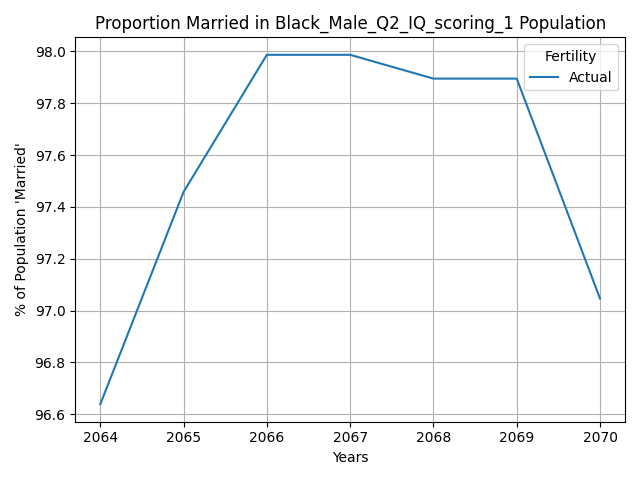 Proportion Married in Black_Male_Q2_IQ_scoring_1 Population
Fertility
Actual
% of Population 'Married'
98.0
97.8
97.6
97.4
97.2
97.0
96.8
96.6
2064 2065 2066 2067 2068 2069 2070
Years